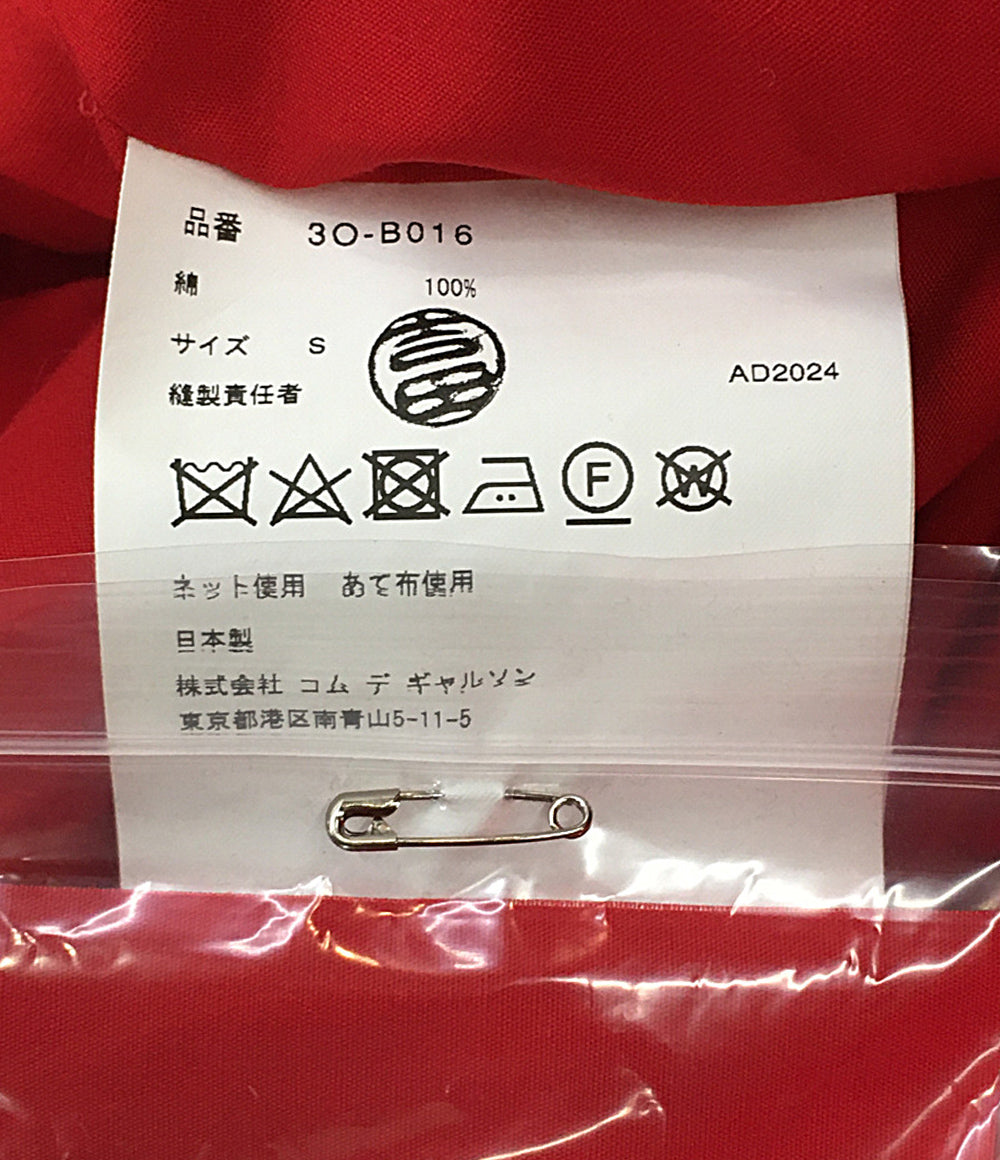 品番 3O-B016
綿 100%
サイズ S
縫製責任者
AD2024
F
W
ネット使用 あて布使用
日本製
株式会社 コム デ ギャルソン
東京都港区南青山5-11-5